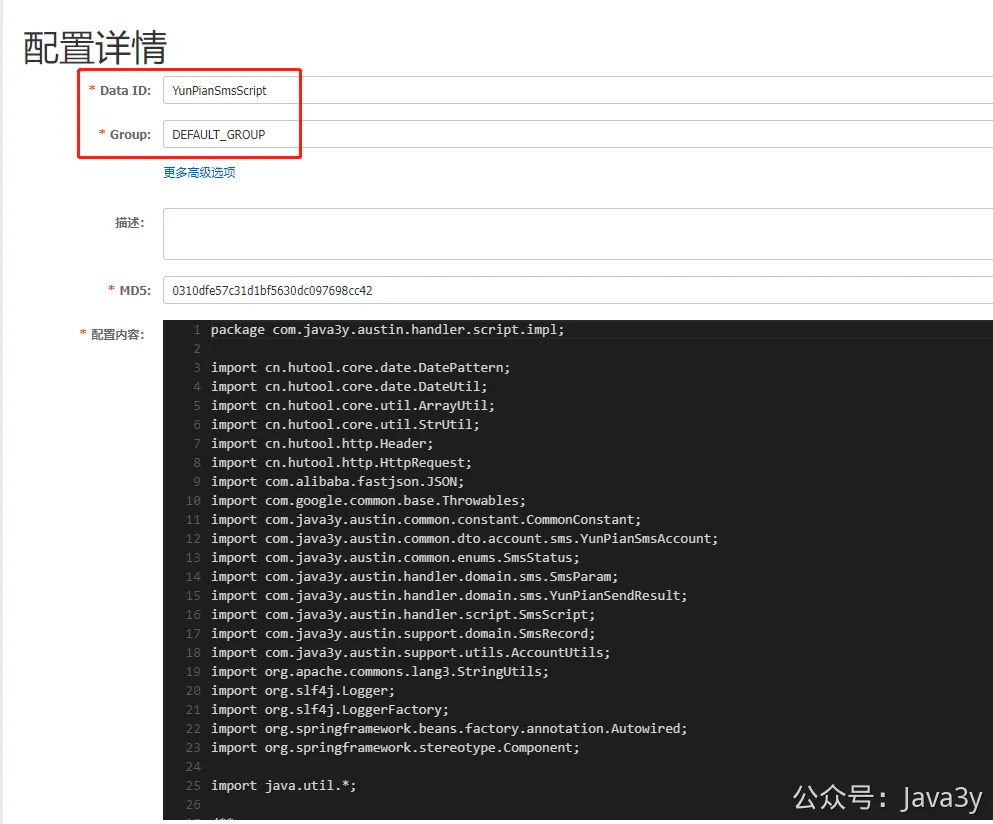 配置详情
* Data ID: YunPianSmsScript
* Group: DEFAULT_GROUP
更多高级选项
描述:
* MD5: 0310dfe57c31d1bf5630dc097698cc42
* 配置内容:
1 package com.java3y.austin.handler.script.impl;
2
3 import cn.hutool.core.date.DatePattern;
4 import cn.hutool.core.date.DateUtil;
5 import cn.hutool.core.util.ArrayUtil;
6 import cn.hutool.core.util.StrUtil;
7 import cn.hutool.http.Header;
8 import cn.hutool.http.HttpRequest;
9 import com.alibaba.fastjson.JSON;
10 import com.google.common.base.Throwables;
11 import com.java3y.austin.common.constant.CommonConstant;
12 import com.java3y.austin.common.dto.account.sms.YunPianSmsAccount;
13 import com.java3y.austin.common.enums.SmsStatus;
14 import com.java3y.austin.handler.domain.sms.SmsParam;
15 import com.java3y.austin.handler.domain.sms.YunPianSendResult;
16 import com.java3y.austin.handler.script.SmsScript;
17 import com.java3y.austin.support.domain.SmsRecord;
18 import com.java3y.austin.support.utils.AccountUtils;
19 import org.apache.commons.lang3.StringUtils;
20 import org.slf4j.Logger;
21 import org.slf4j.LoggerFactory;
22 import org.springframework.beans.factory.annotation.Autowired;
23 import org.springframework.stereotype.Component;
24
25 import java.util.*;
26
公众号：Java3y